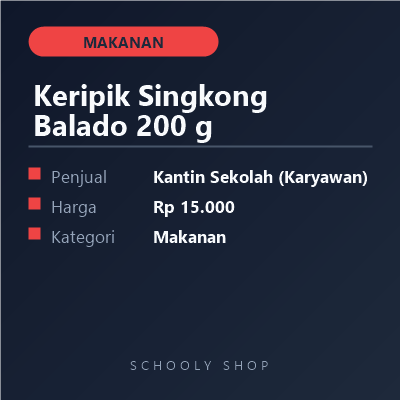 MAKANAN
Keripik Singkong
Balado 200 g
Penjual Kantin Sekolah (Karyawan)
Harga Rp 15.000
Kategori Makanan
SCHOOLY SHOP